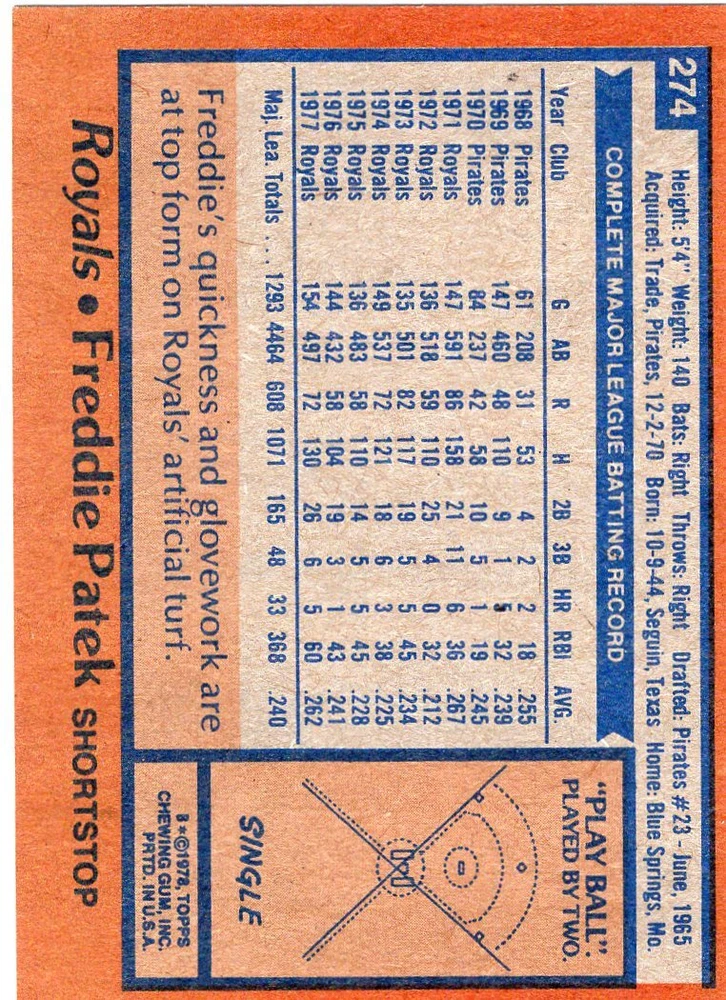 274
Height: 5'4" Weight: 140 Bats: Right Throws: Right Drafted: Pirates #23 - June, 1965
Acquired: Trade, Pirates, 12-2-70 Born: 10-9-44, Seguin, Texas Home: Blue Springs, Mo.
COMPLETE MAJOR LEAGUE BATTING RECORD
Year Club G AB R H 2B 3B HR RBI AVG.
1968 Pirates 61 208 31 53 4 2 2 18 .255
1969 Pirates 147 460 48 110 9 1 5 32 .239
1970 Pirates 84 237 42 58 10 5 1 19 .245
1971 Royals 147 591 86 158 21 11 6 36 .267
1972 Royals 136 518 59 110 25 4 0 32 .212
1973 Royals 135 501 82 117 19 5 5 45 .234
1974 Royals 149 537 72 121 18 6 3 38 .225
1975 Royals 136 483 58 110 14 5 5 45 .228
1976 Royals 144 432 58 104 19 3 1 43 .241
1977 Royals 154 497 72 130 26 6 5 60 .262
Maj. Lea. Totals ... 1293 4464 608 1071 165 48 33 368 .240
Freddie's quickness and glovework are
at top form on Royals' artificial turf.
"PLAY BALL".
PLAYED BY TWO.
SINGLE
B*©1978, TOPPS
CHEWING GUM, INC.
PRTD. IN U.S.A.
Royals • Freddie Patek SHORTSTOP